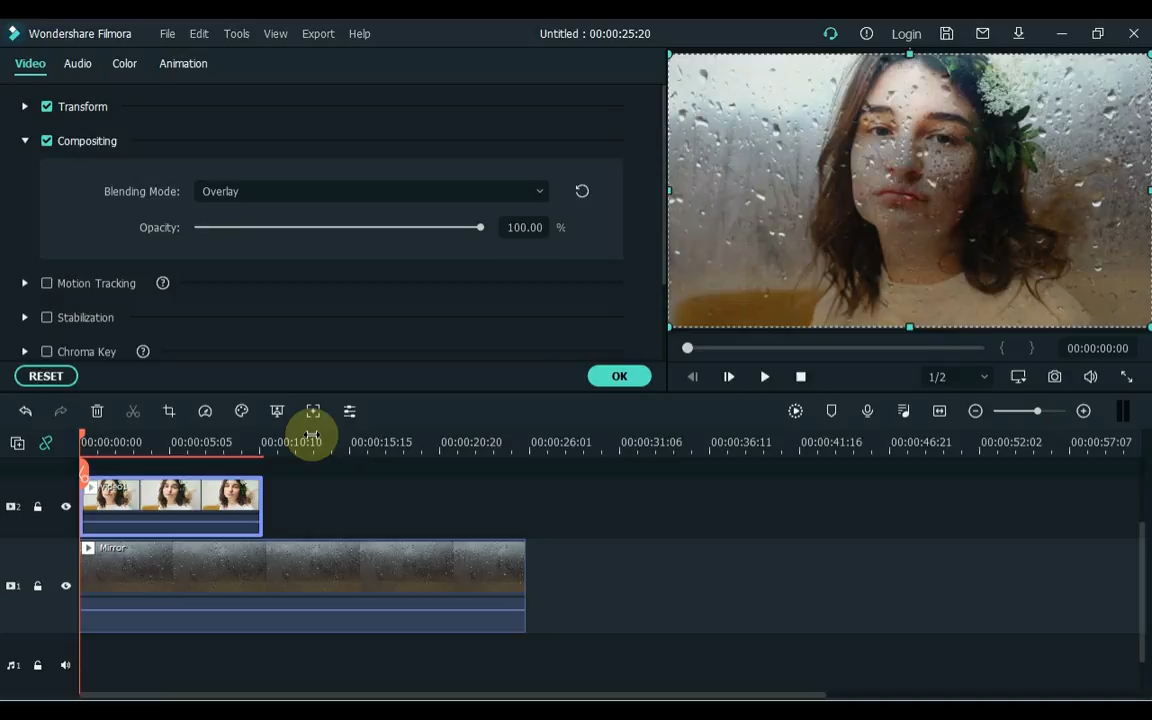 Wondershare Filmora File Edit Tools View Export Help Untitled : 00:00:25:20 Login
Video Audio Color Animation
Transform
Compositing
Blending Mode: Overlay
Opacity: 100.00 %
Motion Tracking ?
Stabilization
Chroma Key ?
{ } 00:00:00:00
RESET OK 1/2
00:00:00:00 00:00:05:05 00:00:10:10 00:00:15:15 00:00:20:20 00:00:26:01 00:00:31:06 00:00:36:11 00:00:41:16 00:00:46:21 00:00:52:02 00:00:57:07
2
Mirror
1
1